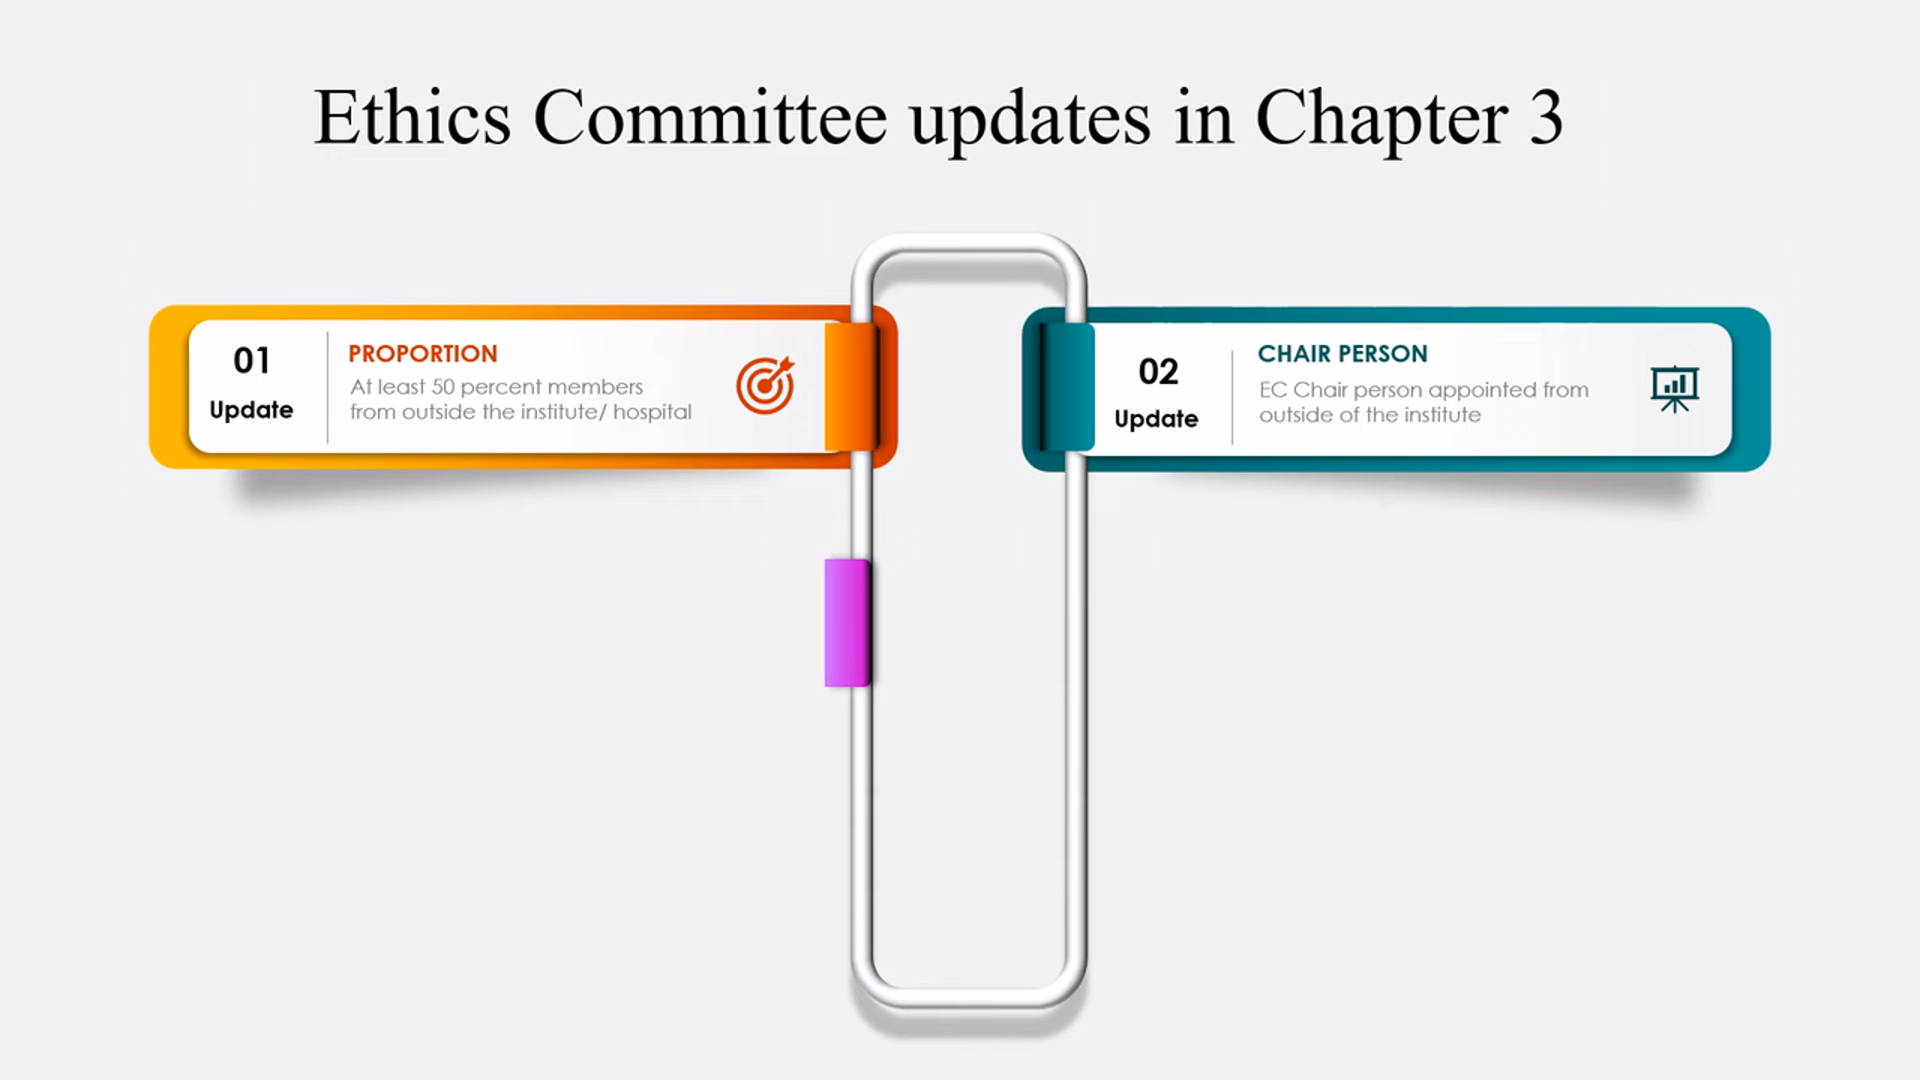 Ethics Committee updates in Chapter 3
01
Update
PROPORTION
At least 50 percent members
from outside the institute/ hospital
02
Update
CHAIR PERSON
EC Chair person appointed from
outside of the institute